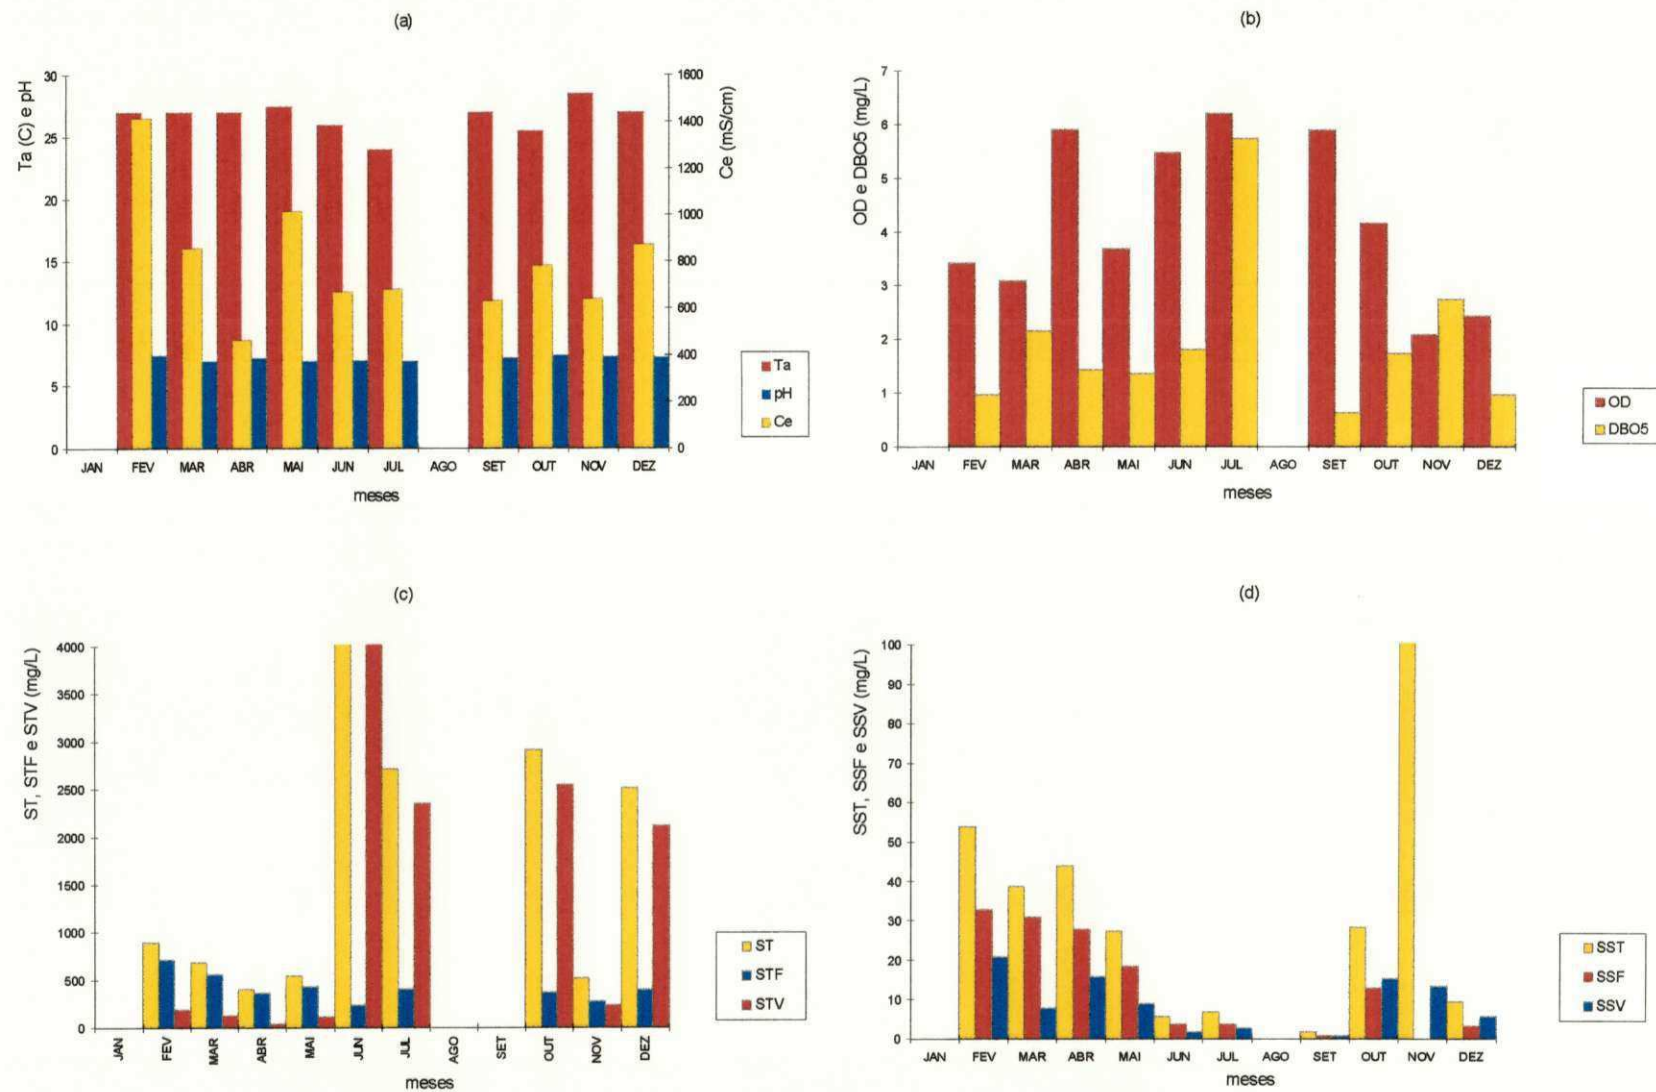 (a)
Ta (C) e pH
30
25
20
15
10
5
0
1600
1400
1200
1000
800
600
400
200
0
Ce (mS/cm)
JAN FEV MAR ABR MAI JUN JUL AGO SET OUT NOV DEZ
meses
Ta
pH
Ce
(b)
OD e DBO5 (mg/L)
7
6
5
4
3
2
1
0
JAN FEV MAR ABR MAI JUN JUL AGO SET OUT NOV DEZ
meses
OD
DBO5
(c)
ST, STF e STV (mg/L)
4000
3500
3000
2500
2000
1500
1000
500
0
JAN FEV MAR ABR MAI JUN JUL AGO SET OUT NOV DEZ
meses
ST
STF
STV
(d)
SST, SSF e SSV (mg/L)
100
90
80
70
60
50
40
30
20
10
0
JAN FEV MAR ABR MAI JUN JUL AGO SET OUT NOV DEZ
meses
SST
SSF
SSV